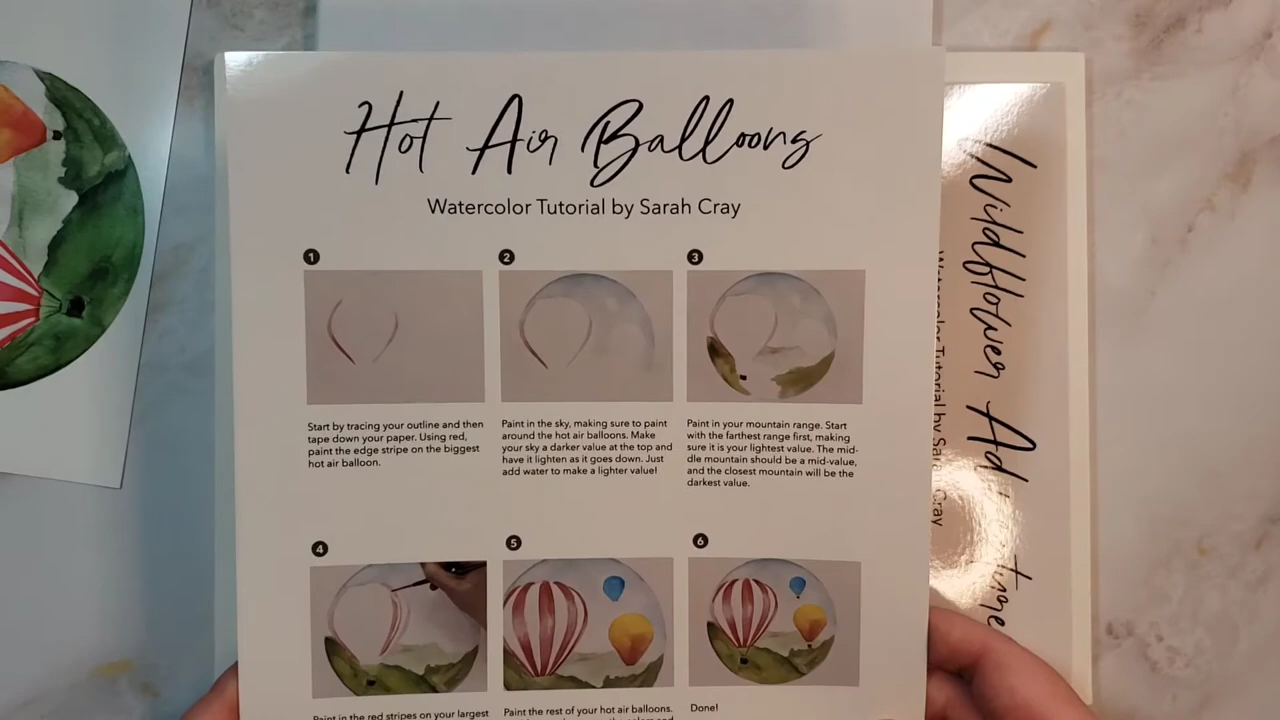 Hot Air Balloons
Watercolor Tutorial by Sarah Cray
1
2
3
Start by tracing your outline and then
tape down your paper. Using red,
paint the edge stripe on the biggest
hot air balloon.
Paint in the sky, making sure to paint
around the hot air balloons. Make
your sky a darker value at the top and
have it lighten as it goes down. Just
add water to make a lighter value!
Paint in your mountain range. Start
with the farthest range first, making
sure it is your lightest value. The mid-
dle mountain should be a mid-value,
and the closest mountain will be the
darkest value.
4
5
6
Paint in the red stripes on your largest
Paint the rest of your hot air balloons.
Done!
Wildflower
Watercolor Tutorial by Cray